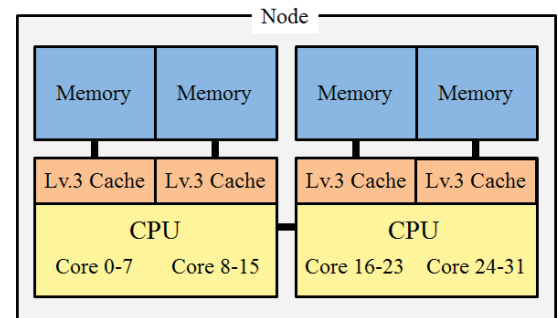 Node
Memory Memory Memory Memory
Lv.3 Cache Lv.3 Cache Lv.3 Cache Lv.3 Cache
CPU CPU
Core 0-7 Core 8-15 Core 16-23 Core 24-31